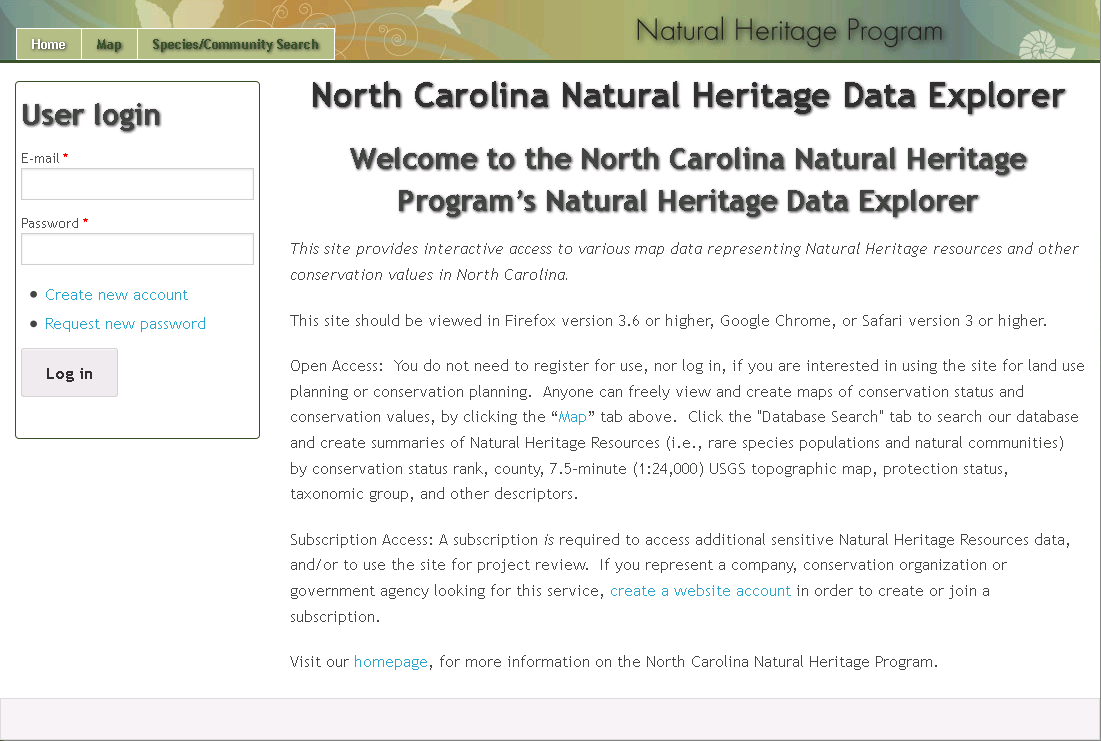 Natural Heritage Program
Home
Map
Species/Community Search
User login
E-mail *
Password *
Create new account
Request new password
Log in
North Carolina Natural Heritage Data Explorer
Welcome to the North Carolina Natural Heritage
Program’s Natural Heritage Data Explorer
This site provides interactive access to various map data representing Natural Heritage resources and other
conservation values in North Carolina.
This site should be viewed in Firefox version 3.6 or higher, Google Chrome, or Safari version 3 or higher.
Open Access:  You do not need to register for use, nor log in, if you are interested in using the site for land use
planning or conservation planning.  Anyone can freely view and create maps of conservation status and
conservation values, by clicking the “Map” tab above.  Click the "Database Search" tab to search our database
and create summaries of Natural Heritage Resources (i.e., rare species populations and natural communities)
by conservation status rank, county, 7.5-minute (1:24,000) USGS topographic map, protection status,
taxonomic group, and other descriptors.
Subscription Access: A subscription is required to access additional sensitive Natural Heritage Resources data,
and/or to use the site for project review.  If you represent a company, conservation organization or
government agency looking for this service, create a website account in order to create or join a
subscription.
Visit our homepage, for more information on the North Carolina Natural Heritage Program.